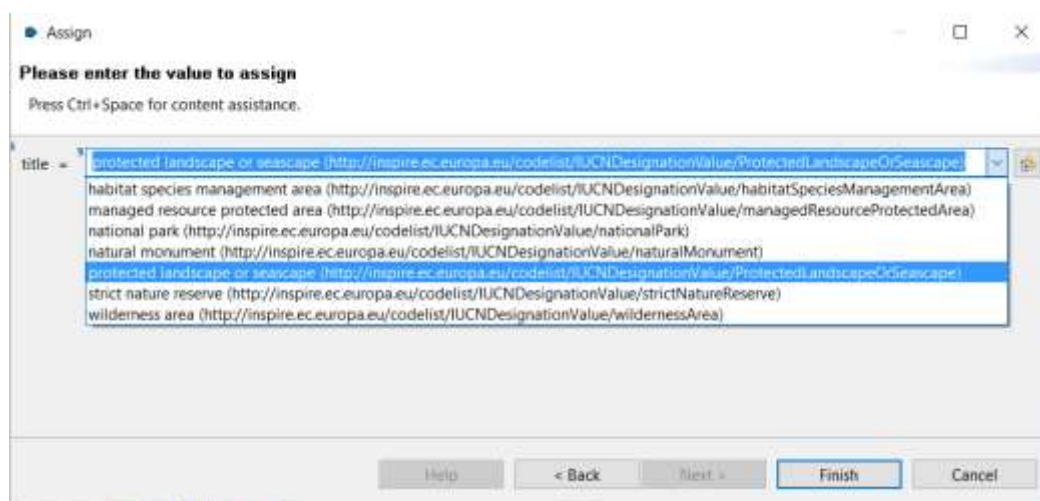 Assign
Please enter the value to assign
Press Ctrl+Space for content assistance.
title = protected landscape or seascape (http://inspire.ec.europa.eu/codelist/IUCNDesignationValue/ProtectedLandscapeOrSeascape)
habitat species management area (http://inspire.ec.europa.eu/codelist/IUCNDesignationValue/habitatSpeciesManagementArea)
managed resource protected area (http://inspire.ec.europa.eu/codelist/IUCNDesignationValue/managedResourceProtectedArea)
national park (http://inspire.ec.europa.eu/codelist/IUCNDesignationValue/nationalPark)
natural monument (http://inspire.ec.europa.eu/codelist/IUCNDesignationValue/naturalMonument)
protected landscape or seascape (http://inspire.ec.europa.eu/codelist/IUCNDesignationValue/ProtectedLandscapeOrSeascape)
strict nature reserve (http://inspire.ec.europa.eu/codelist/IUCNDesignationValue/strictNatureReserve)
wilderness area (http://inspire.ec.europa.eu/codelist/IUCNDesignationValue/wildernessArea)
Help < Back Next > Finish Cancel